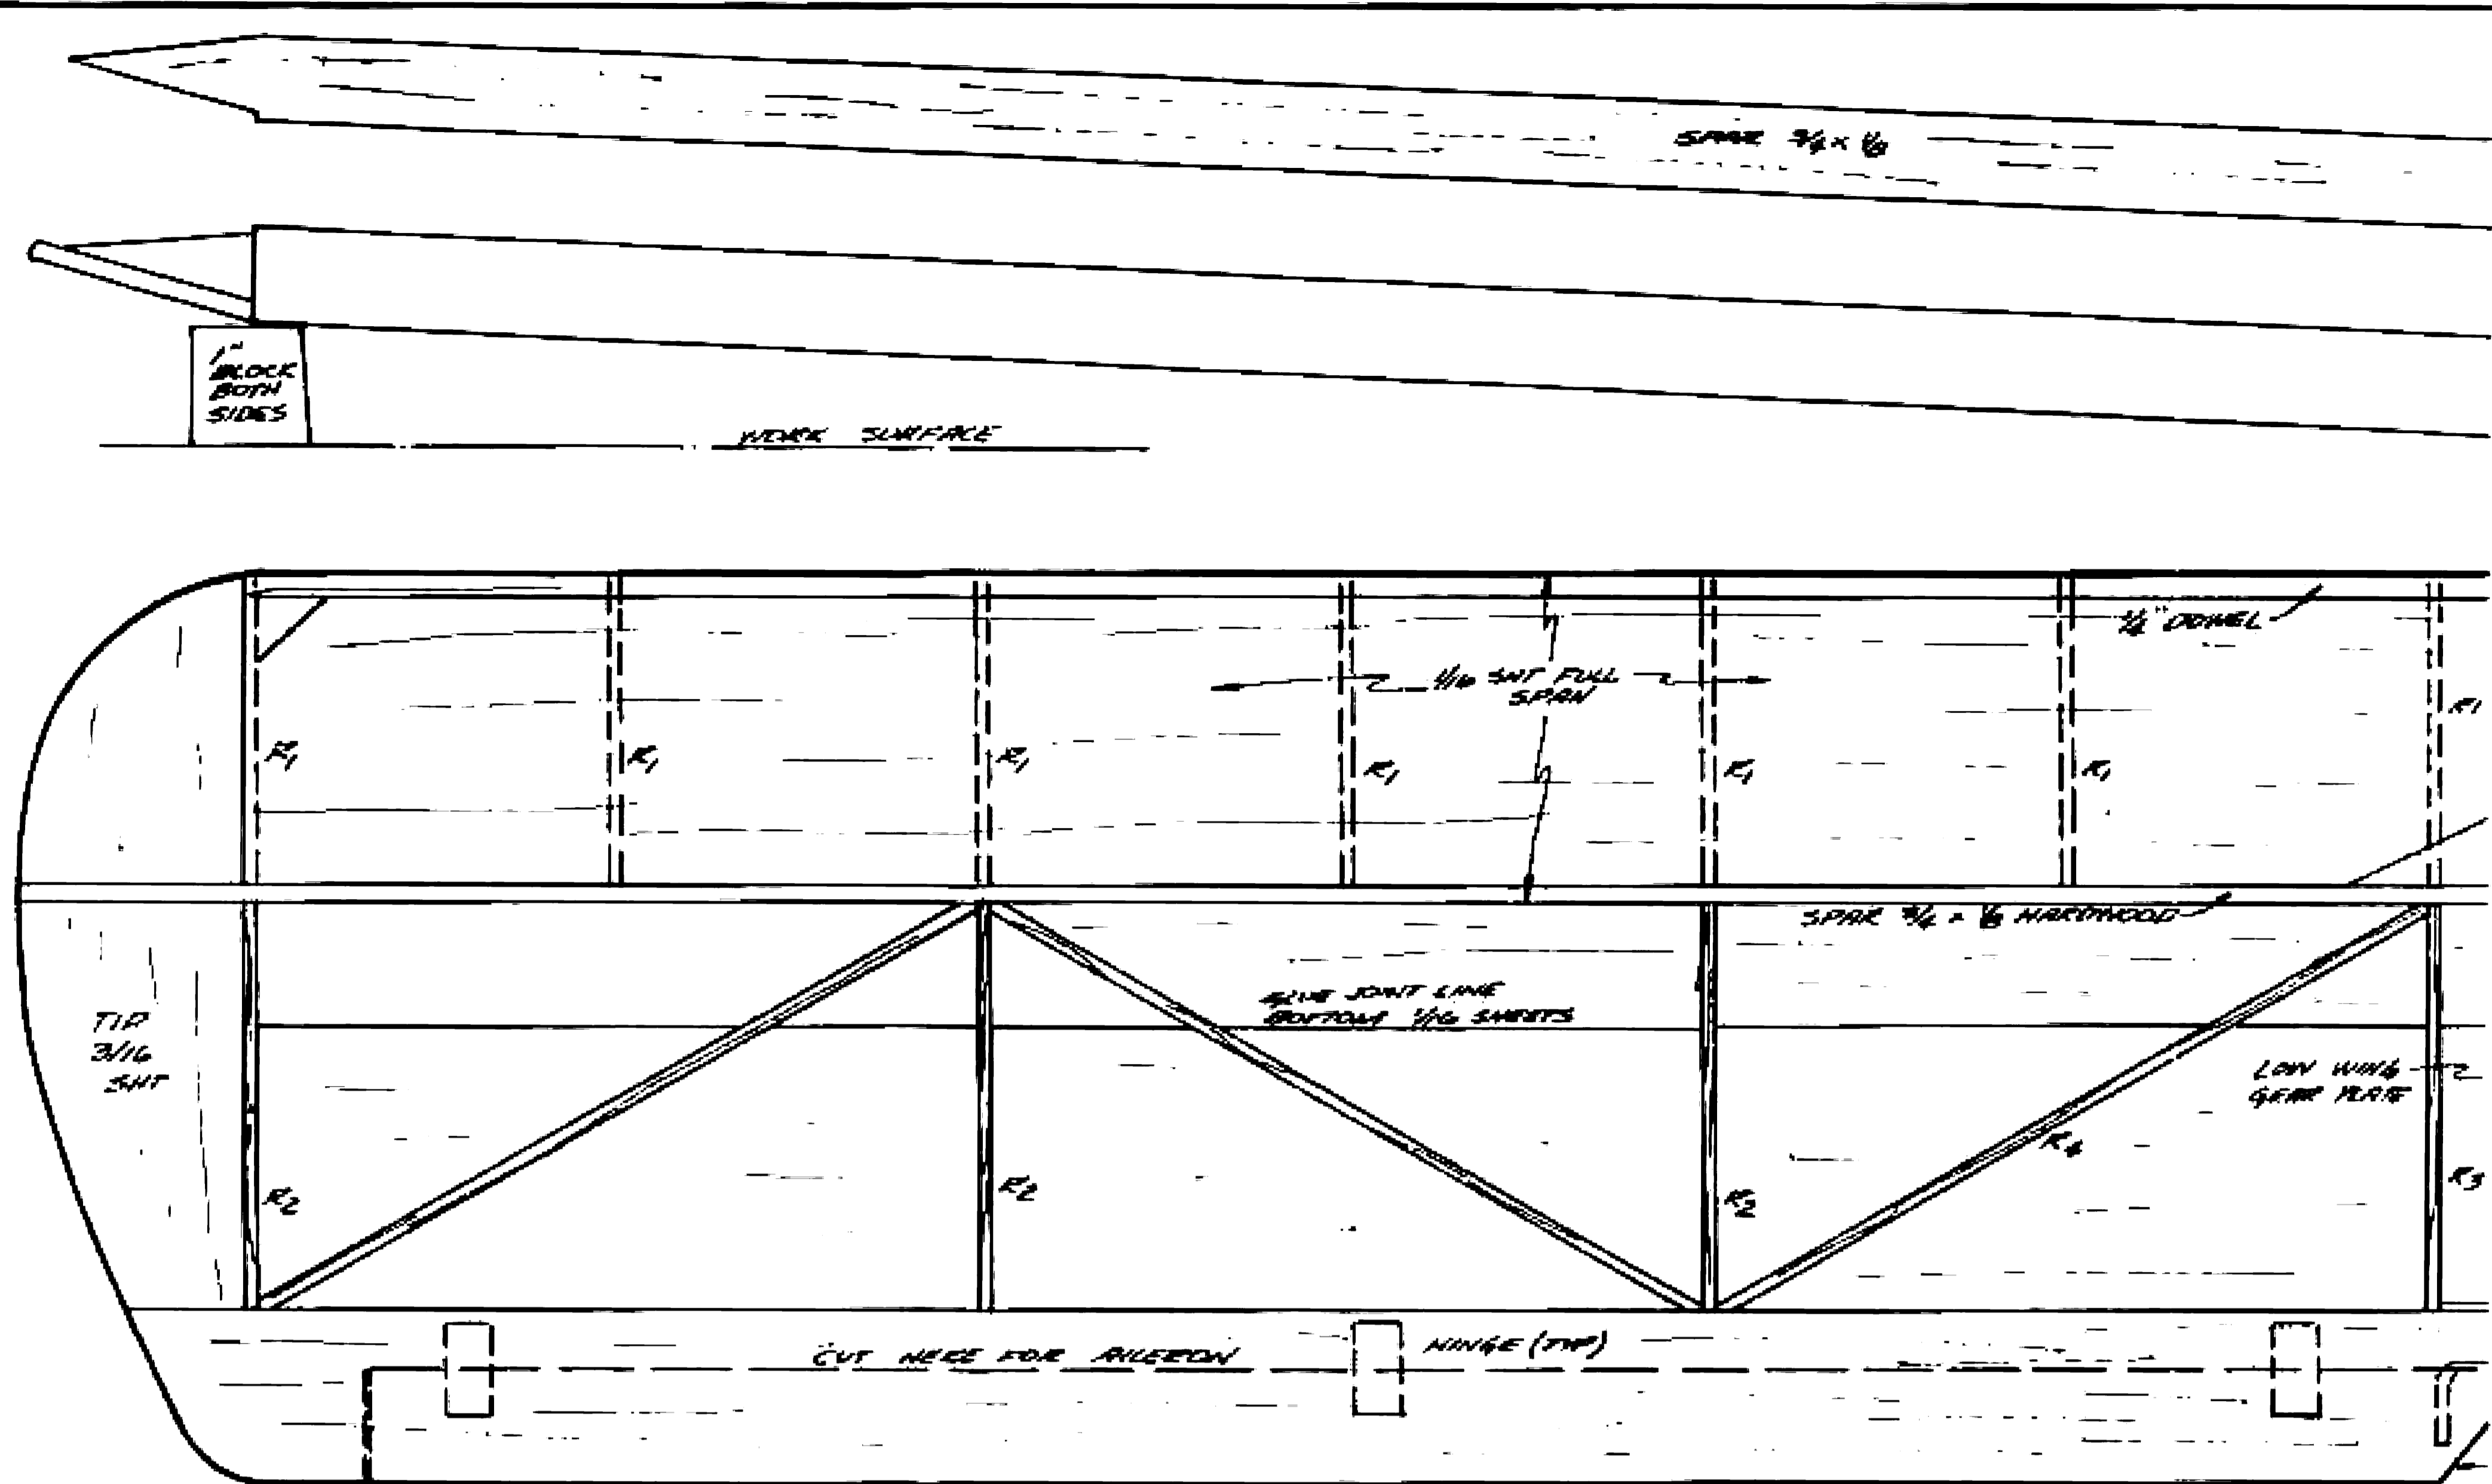 SPAR 3/4 x 1/8
1"
BLOCK
BOTH
SIDES
WORK SURFACE
1/4" DOWEL
1/16 SHT FULL
SPAN
R1
R1
R1
R1
R1
R1
R1
SPAR 3/4 x 1/8 HARDWOOD
GLUE JOINT LINE
BOTTOM 1/16 SHEETS
TIP
3/16
SHT
LOW WING
GEAR PLATE
R4
R2
R2
R2
R3
CUT HERE FOR AILERON
HINGE (TYP)